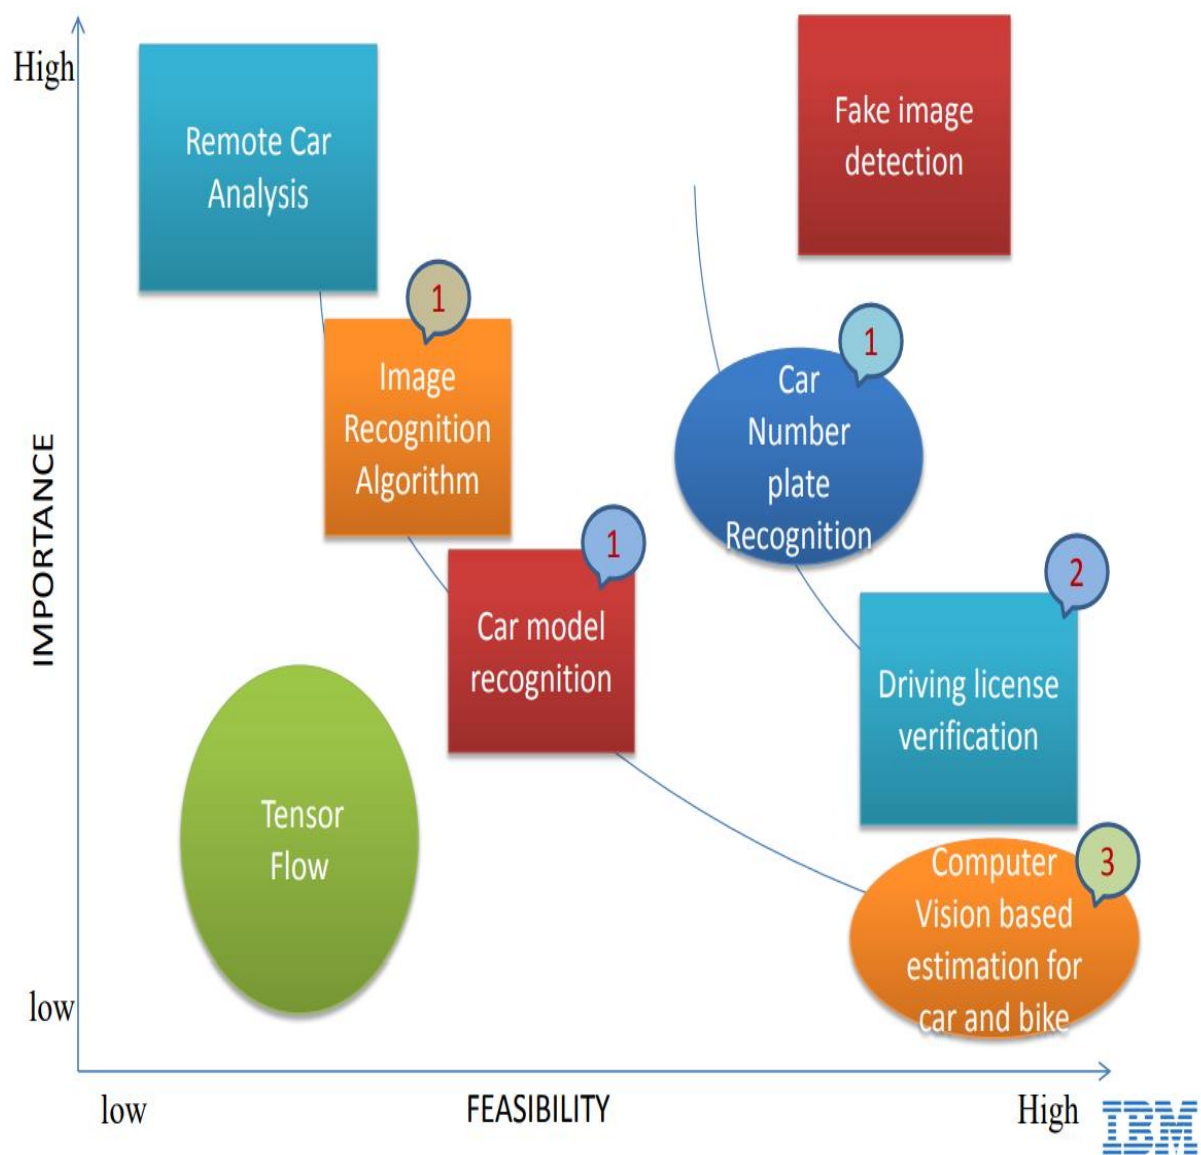 High
Remote Car
Analysis
Fake image
detection
1
Image
Recognition
Algorithm
1
Car
Number
plate
Recognition
1
Car model
recognition
2
Driving license
verification
IMPORTANCE
Tensor
Flow
3
Computer
Vision based
estimation for
car and bike
low
low
FEASIBILITY
High
IBM